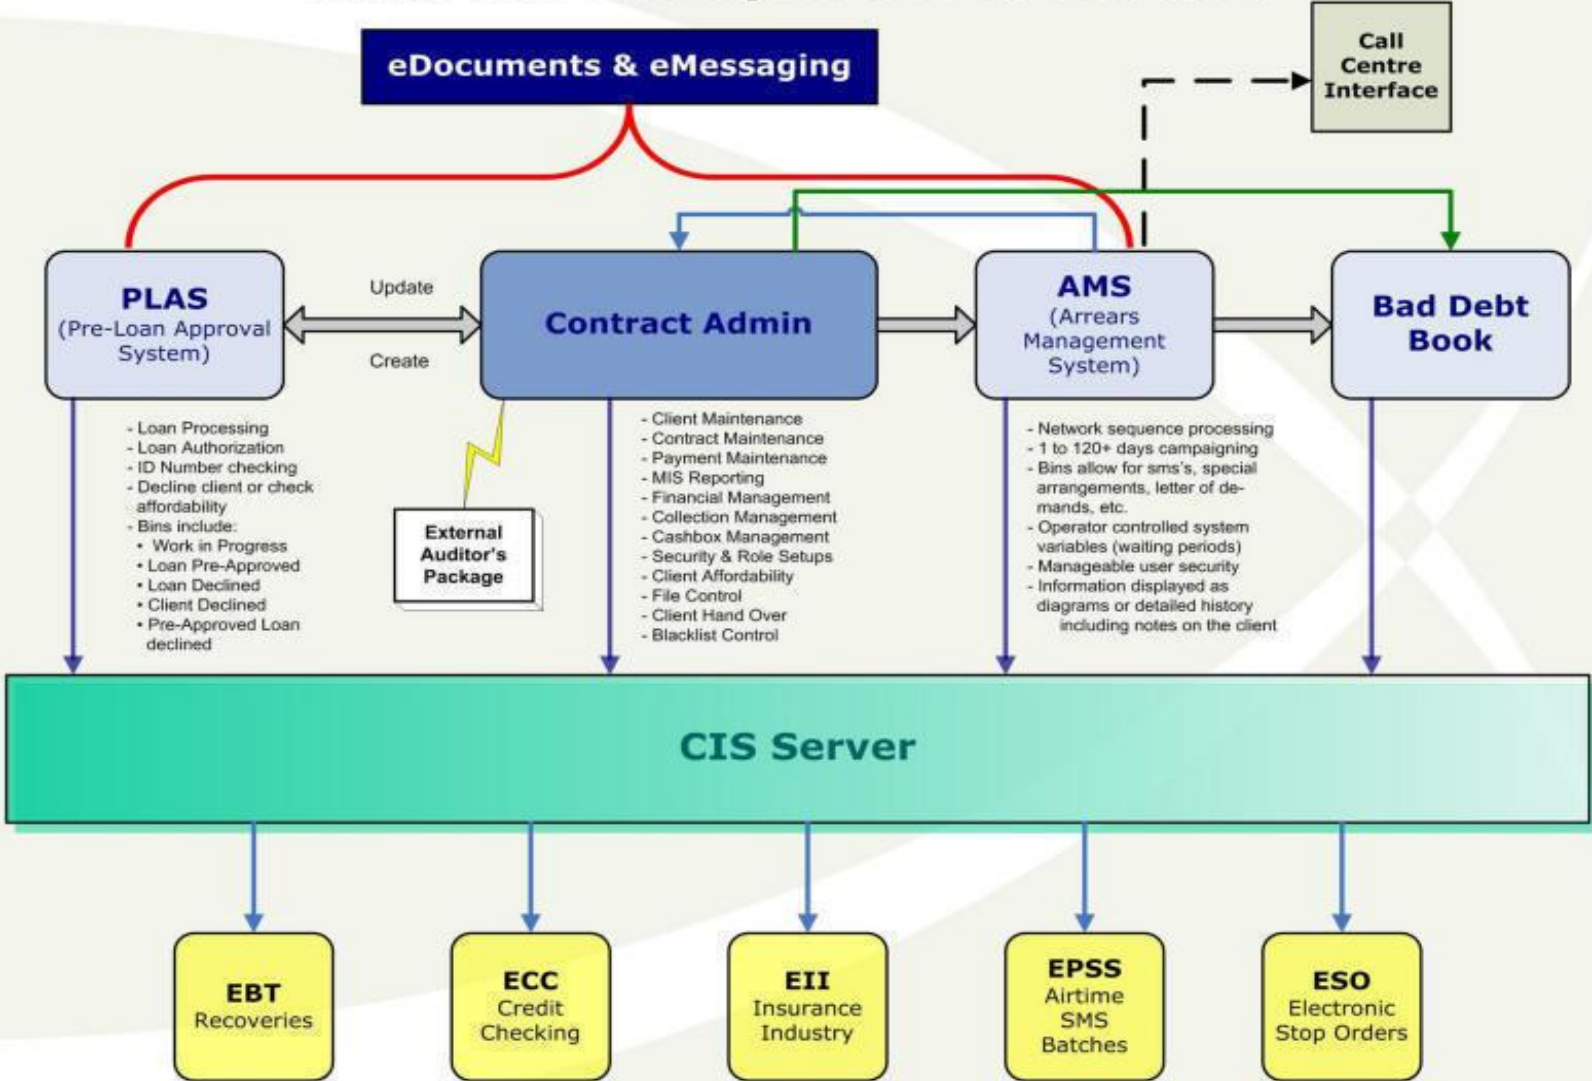 eDocuments & eMessaging
Call
Centre
Interface
PLAS
(Pre-Loan Approval
System)
Update
Create
Contract Admin
AMS
(Arrears
Management
System)
Bad Debt
Book
- Loan Processing
- Loan Authorization
- ID Number checking
- Decline client or check
affordability
- Bins include:
• Work in Progress
• Loan Pre-Approved
• Loan Declined
• Client Declined
• Pre-Approved Loan
declined
External
Auditor's
Package
- Client Maintenance
- Contract Maintenance
- Payment Maintenance
- MIS Reporting
- Financial Management
- Collection Management
- Cashbox Management
- Security & Role Setups
- Client Affordability
- File Control
- Client Hand Over
- Blacklist Control
- Network sequence processing
- 1 to 120+ days campaigning
- Bins allow for sms's, special
arrangements, letter of de-
mands, etc.
- Operator controlled system
variables (waiting periods)
- Manageable user security
- Information displayed as
diagrams or detailed history
including notes on the client
CIS Server
EBT
Recoveries
ECC
Credit
Checking
EII
Insurance
Industry
EPSS
Airtime
SMS
Batches
ESO
Electronic
Stop Orders